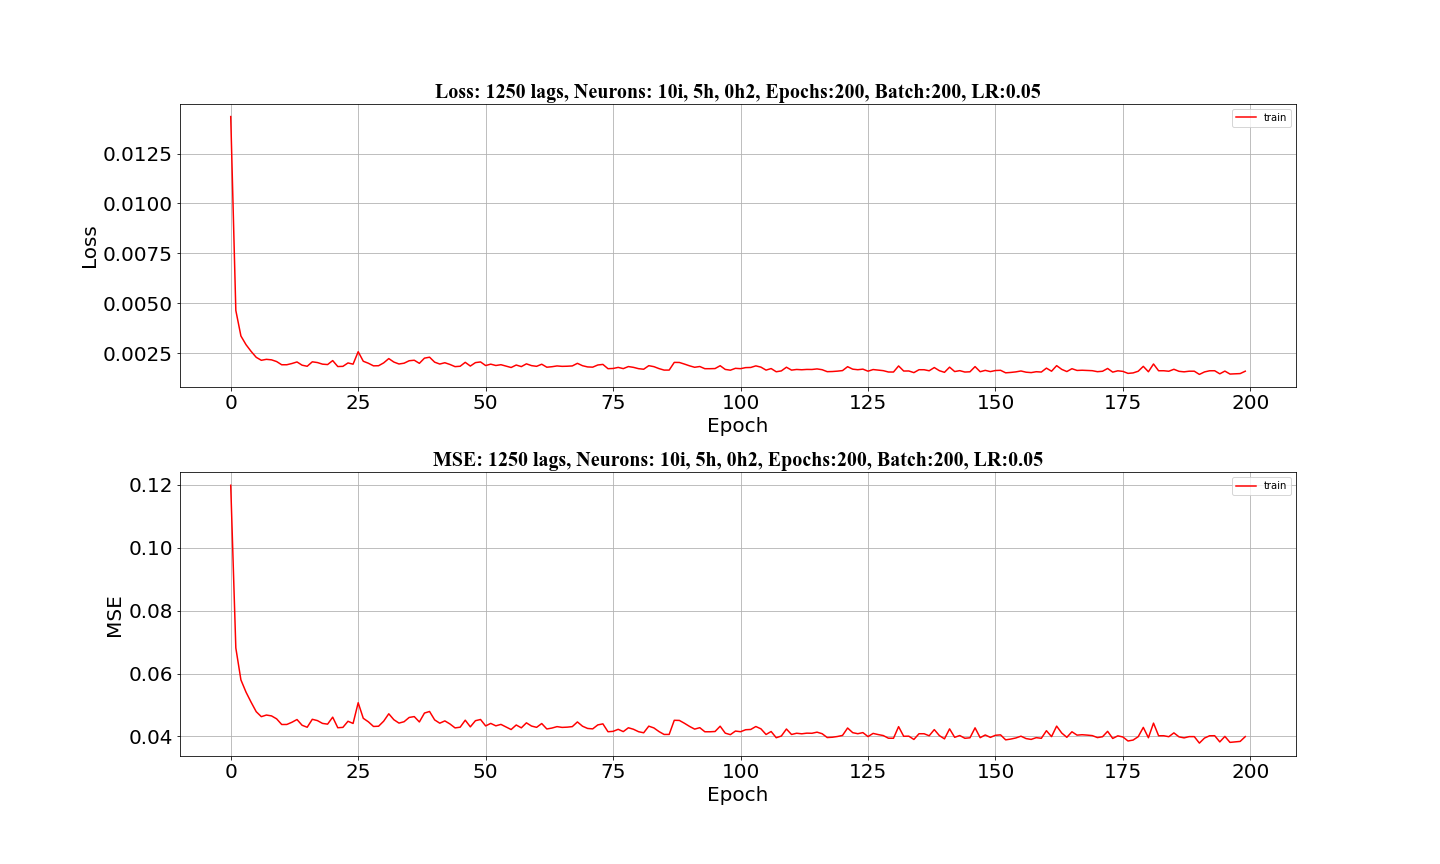 Loss: 1250 lags, Neurons: 10i, 5h, 0h2, Epochs:200, Batch:200, LR:0.05
train
0.0125
0.0100
0.0075
0.0050
0.0025
Loss
0 25 50 75 100 125 150 175 200
Epoch
MSE: 1250 lags, Neurons: 10i, 5h, 0h2, Epochs:200, Batch:200, LR:0.05
train
0.12
0.10
0.08
0.06
0.04
MSE
0 25 50 75 100 125 150 175 200
Epoch